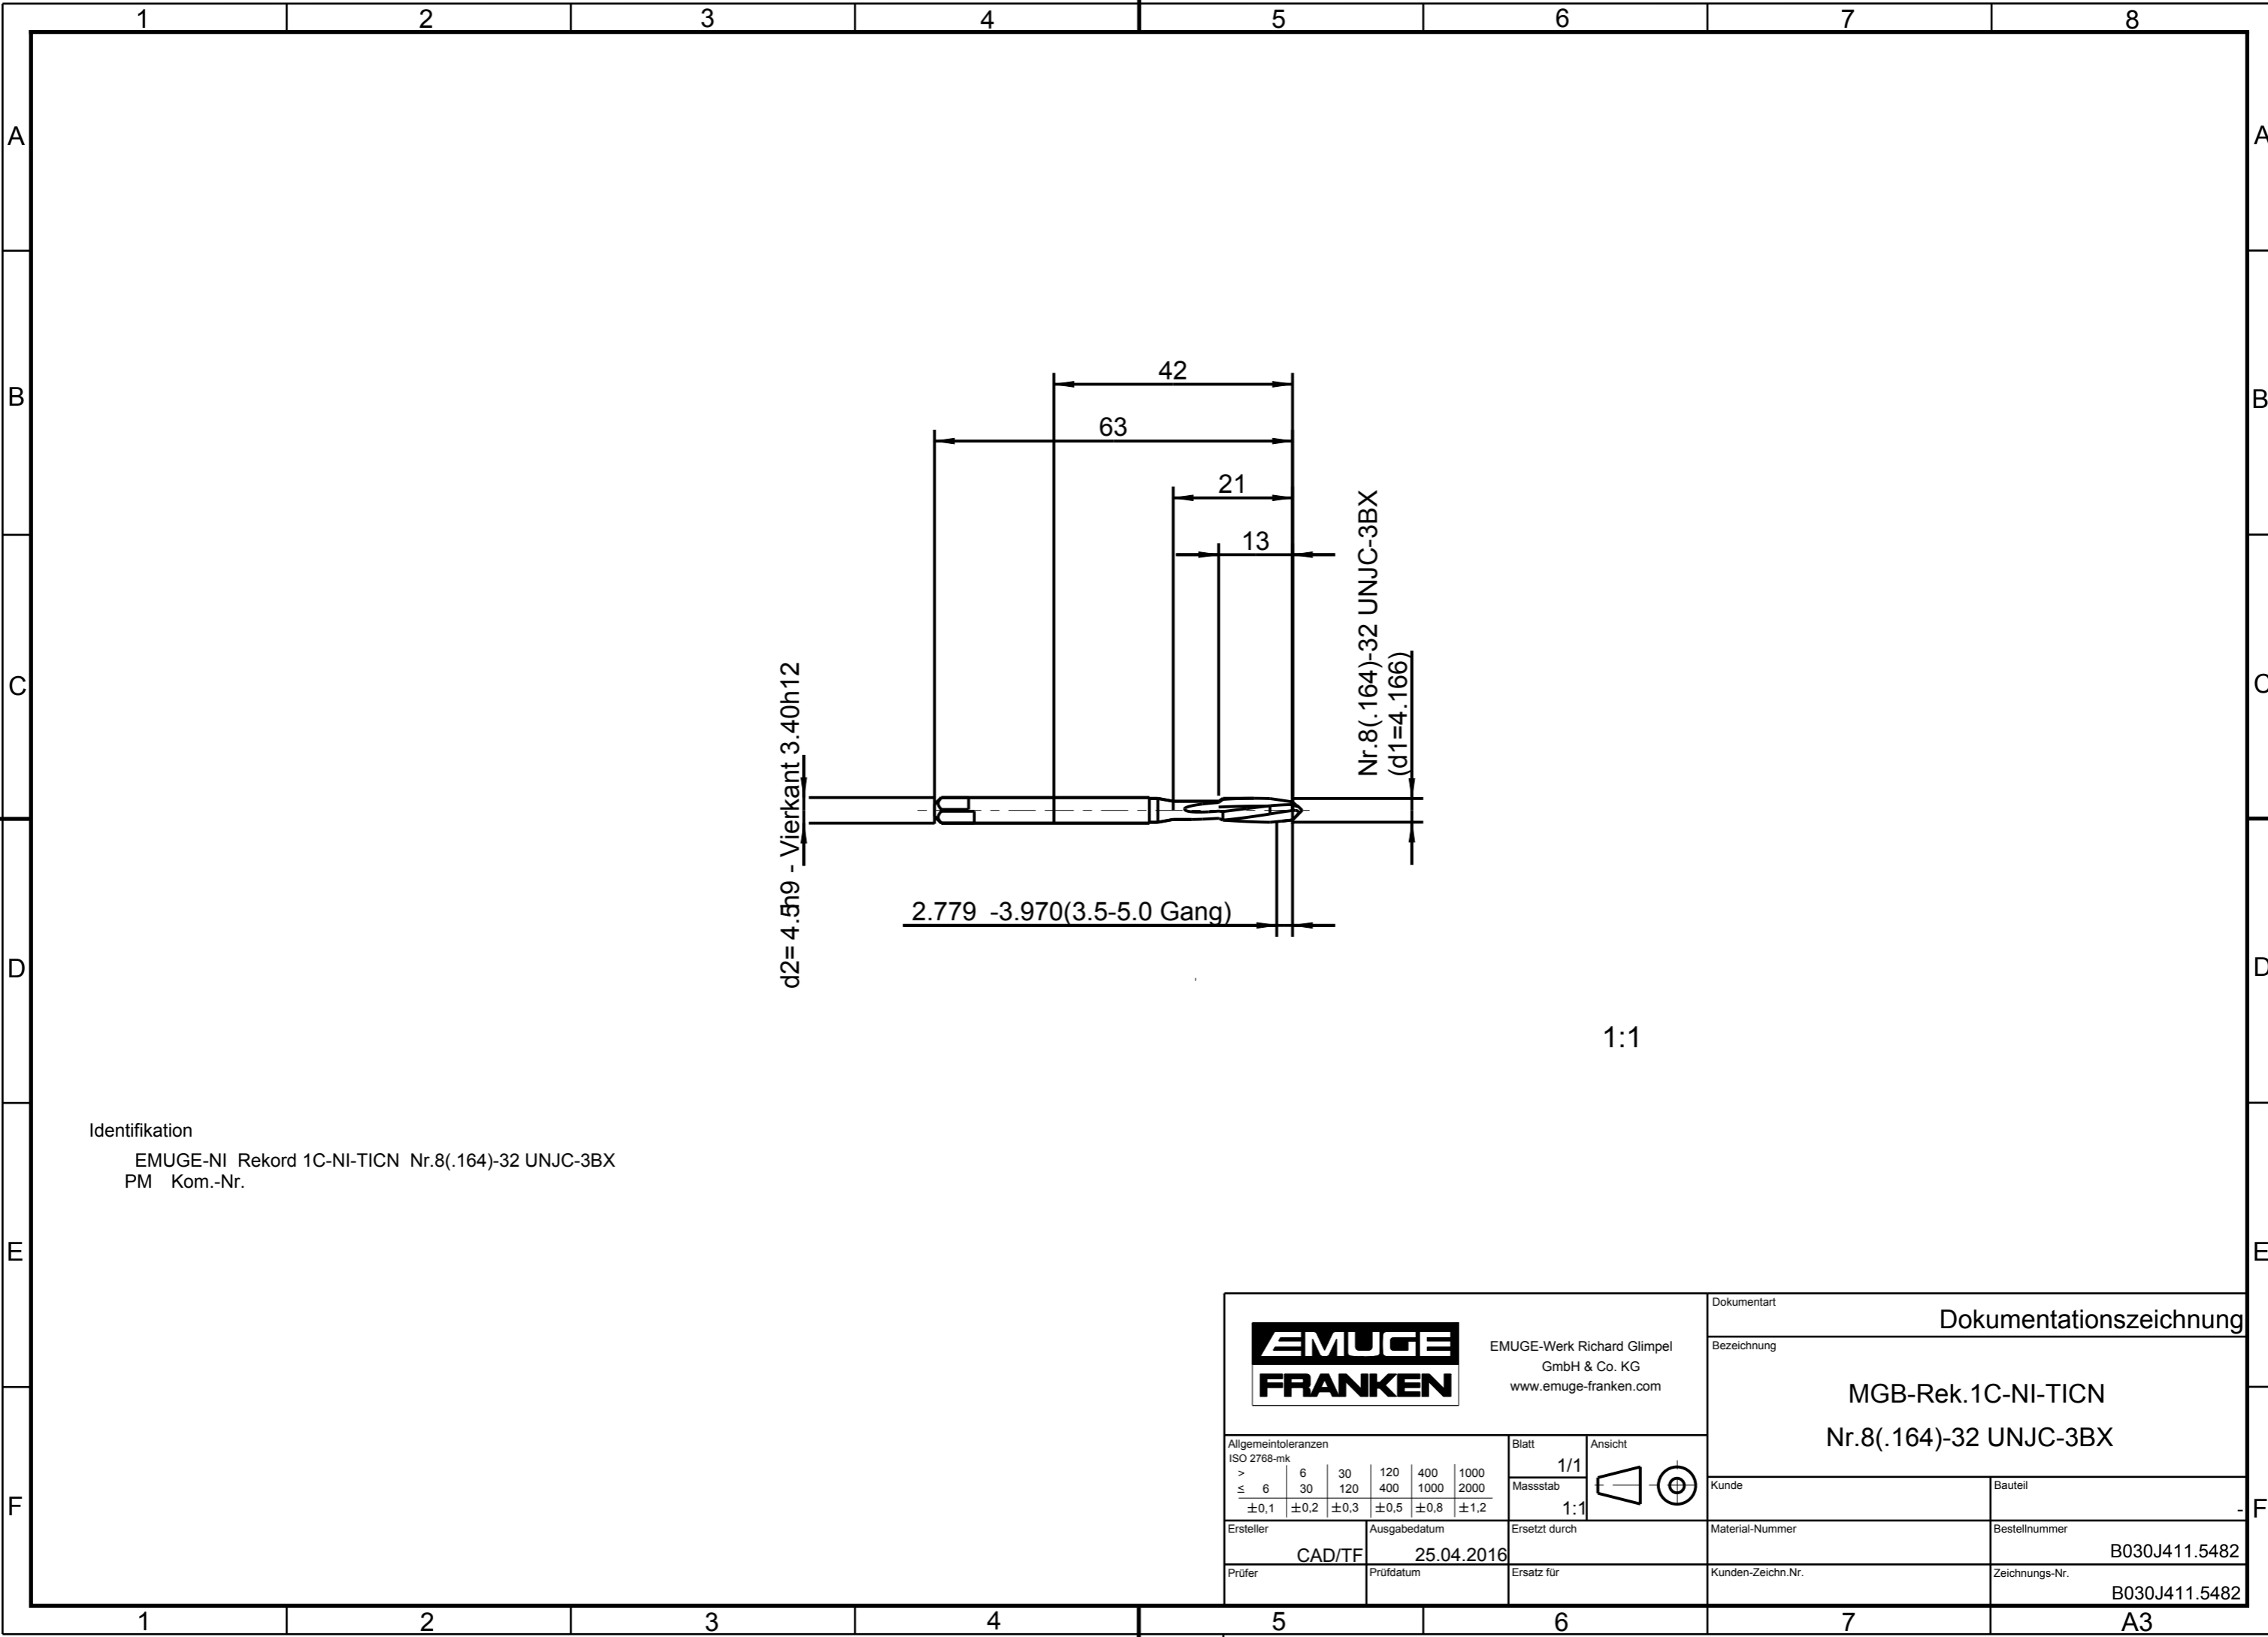 1 2 3 4 5 6 7 8
A A
B B
C C
D D
E E
F F
42
63
21
13
Nr.8(.164)-32 UNJC-3BX
(d1=4.166)
d2= 4.5h9 - Vierkant 3.40h12
2.779 -3.970(3.5-5.0 Gang)
1:1
Identifikation
EMUGE-NI Rekord 1C-NI-TICN Nr.8(.164)-32 UNJC-3BX
PM Kom.-Nr.
EMUGE
FRANKEN
EMUGE-Werk Richard Glimpel
GmbH & Co. KG
www.emuge-franken.com
Dokumentart
Dokumentationszeichnung
Bezeichnung
MGB-Rek.1C-NI-TICN
Nr.8(.164)-32 UNJC-3BX
Allgemeintoleranzen
ISO 2768-mk
> 6 30 120 400 1000
≤ 6 30 120 400 1000 2000
±0,1 ±0,2 ±0,3 ±0,5 ±0,8 ±1,2
Blatt
1/1
Ansicht
Massstab
1:1
Kunde
Bauteil
-
Ersteller
CAD/TF
Ausgabedatum
25.04.2016
Ersetzt durch
Material-Nummer
Bestellnummer
B030J411.5482
Prüfer
Prüfdatum
Ersatz für
Kunden-Zeichn.Nr.
Zeichnungs-Nr.
B030J411.5482
1 2 3 4 5 6 7 A3